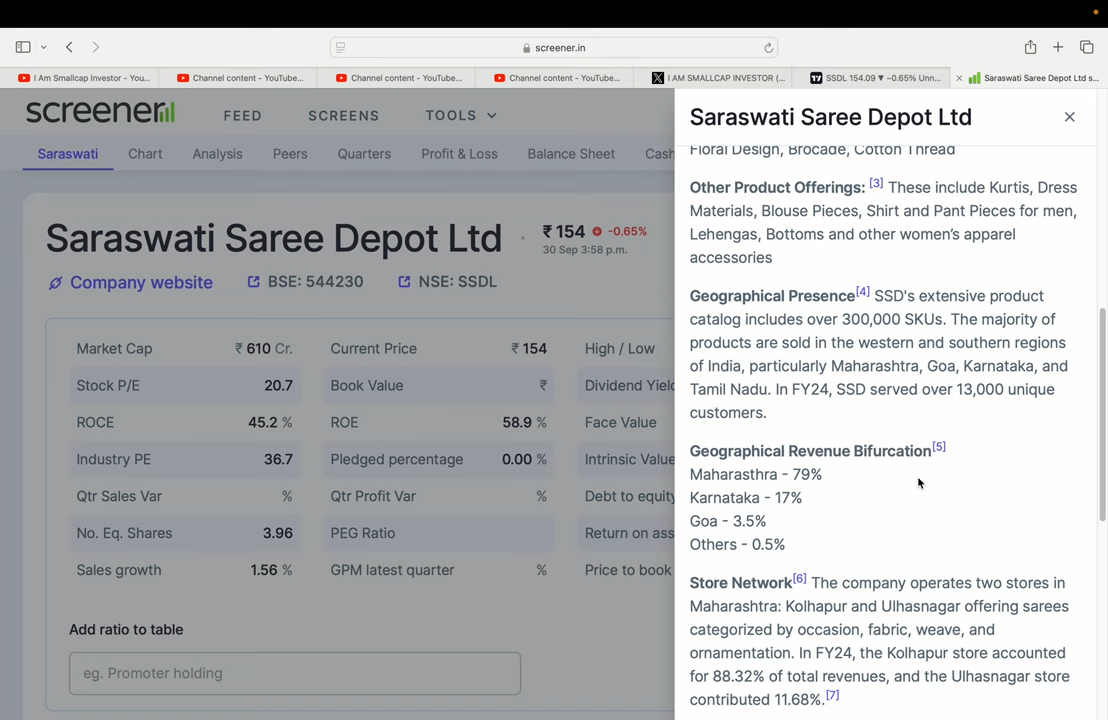 screener.in
I Am Smallcap Investor - You...
Channel content - YouTube...
Channel content - YouTube...
Channel content - YouTube...
I AM SMALLCAP INVESTOR (...
SSDL 154.09 ▼ −0.65% Unn...
Saraswati Saree Depot Ltd s...
screener
FEED
SCREENS
TOOLS
Saraswati
Chart
Analysis
Peers
Quarters
Profit & Loss
Balance Sheet
Cash
Saraswati Saree Depot Ltd
₹ 154 -0.65%
30 Sep 3:58 p.m.
Company website
BSE: 544230
NSE: SSDL
Market Cap ₹ 610 Cr.
Current Price ₹ 154
High / Low
Stock P/E 20.7
Book Value ₹
Dividend Yield
ROCE 45.2 %
ROE 58.9 %
Face Value
Industry PE 36.7
Pledged percentage 0.00 %
Intrinsic Value
Qtr Sales Var %
Qtr Profit Var %
Debt to equity
No. Eq. Shares 3.96
PEG Ratio
Return on ass
Sales growth 1.56 %
GPM latest quarter %
Price to book
Add ratio to table
eg. Promoter holding
Saraswati Saree Depot Ltd
Floral Design, Brocade, Cotton Thread
Other Product Offerings: [3] These include Kurtis, Dress
Materials, Blouse Pieces, Shirt and Pant Pieces for men,
Lehengas, Bottoms and other women's apparel
accessories
Geographical Presence[4] SSD's extensive product
catalog includes over 300,000 SKUs. The majority of
products are sold in the western and southern regions
of India, particularly Maharashtra, Goa, Karnataka, and
Tamil Nadu. In FY24, SSD served over 13,000 unique
customers.
Geographical Revenue Bifurcation[5]
Maharasthra - 79%
Karnataka - 17%
Goa - 3.5%
Others - 0.5%
Store Network[6] The company operates two stores in
Maharashtra: Kolhapur and Ulhasnagar offering sarees
categorized by occasion, fabric, weave, and
ornamentation. In FY24, the Kolhapur store accounted
for 88.32% of total revenues, and the Ulhasnagar store
contributed 11.68%.[7]